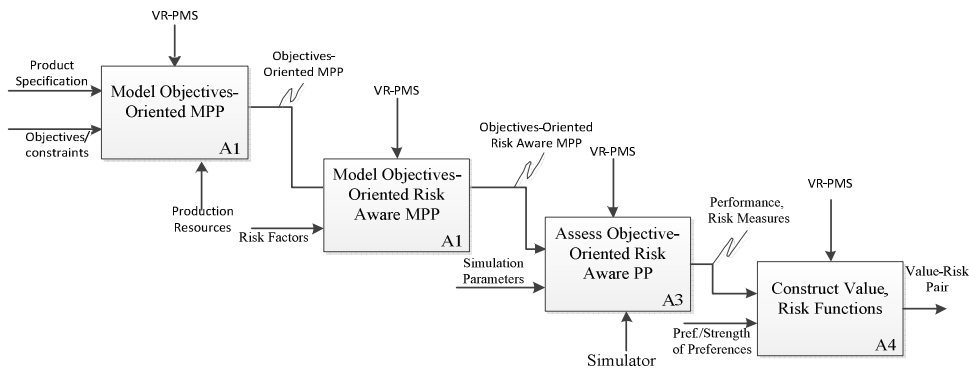 VR-PMS
Product
Specification
Objectives/
constraints
Model Objectives-
Oriented MPP
A1
Production
Resources
Objectives-
Oriented MPP
VR-PMS
Risk Factors
Model Objectives-
Oriented Risk
Aware MPP
A1
Objectives-Oriented
Risk Aware MPP
VR-PMS
Simulation
Parameters
Assess Objective-
Oriented Risk
Aware PP
A3
Simulator
Performance,
Risk Measures
VR-PMS
Pref./Strength
of Preferences
Construct Value,
Risk Functions
A4
Value-Risk
Pair